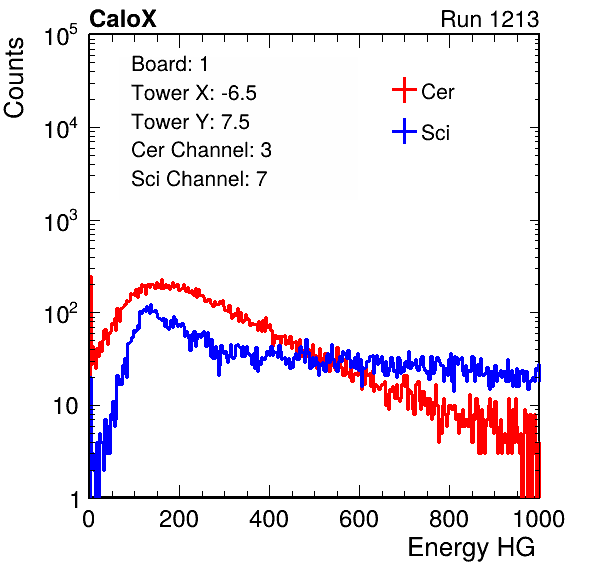 CaloX Run 1213
Counts
Board: 1
Tower X: -6.5
Tower Y: 7.5
Cer Channel: 3
Sci Channel: 7
Cer
Sci
10^5
10^4
10^3
10^2
10
1
0 200 400 600 800 1000
Energy HG